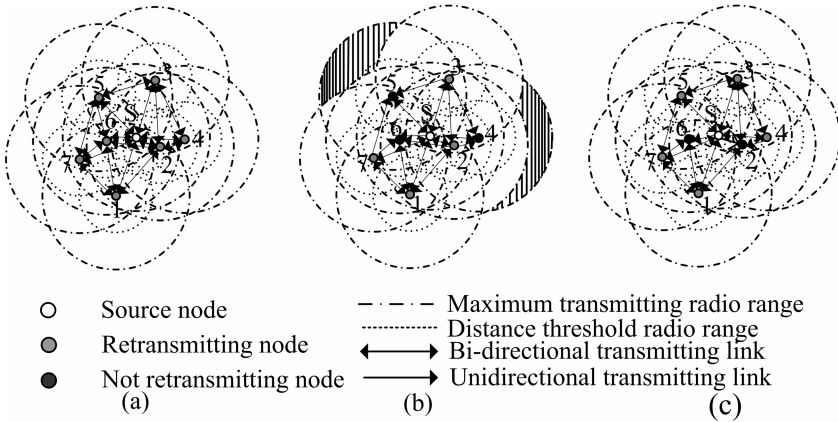 3
5
S
6
4
7
2
1
3
5
S
6
4
7
2
1
3
5
S
6
4
7
2
1
Source node
Retransmitting node
Not retransmitting node
Maximum transmitting radio range
Distance threshold radio range
Bi-directional transmitting link
Unidirectional transmitting link
(a)
(b)
(c)